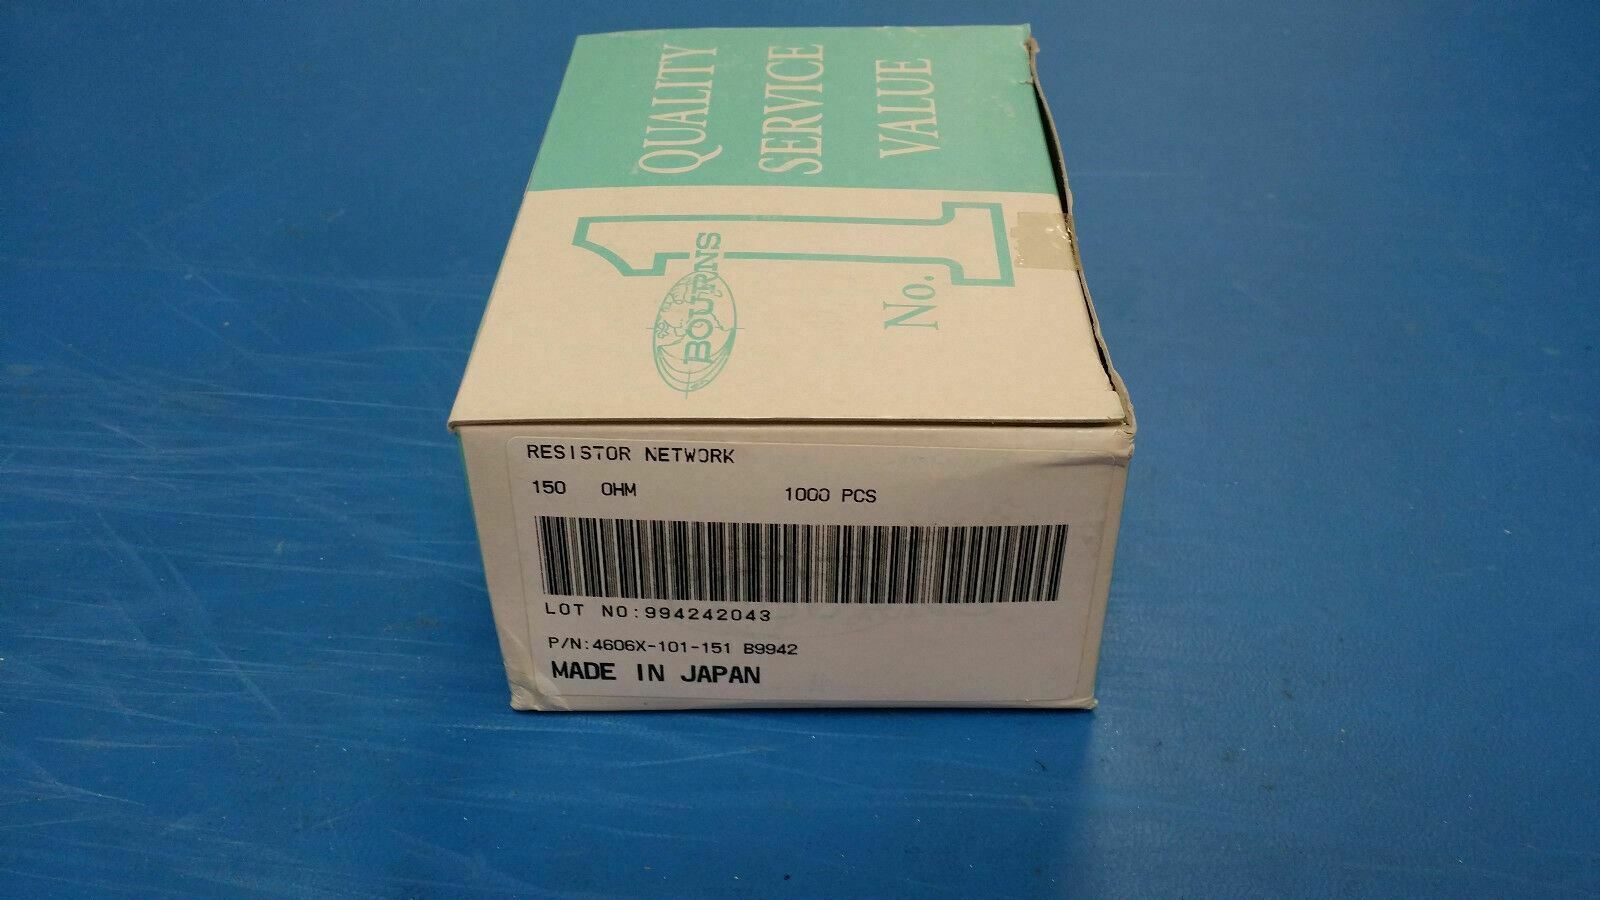 QUALITY
SERVICE
VALUE
No. 1
BOURNS
RESISTOR NETWORK
150 OHM 1000 PCS
LOT NO:994242043
P/N:4606X-101-151 B9942
MADE IN JAPAN